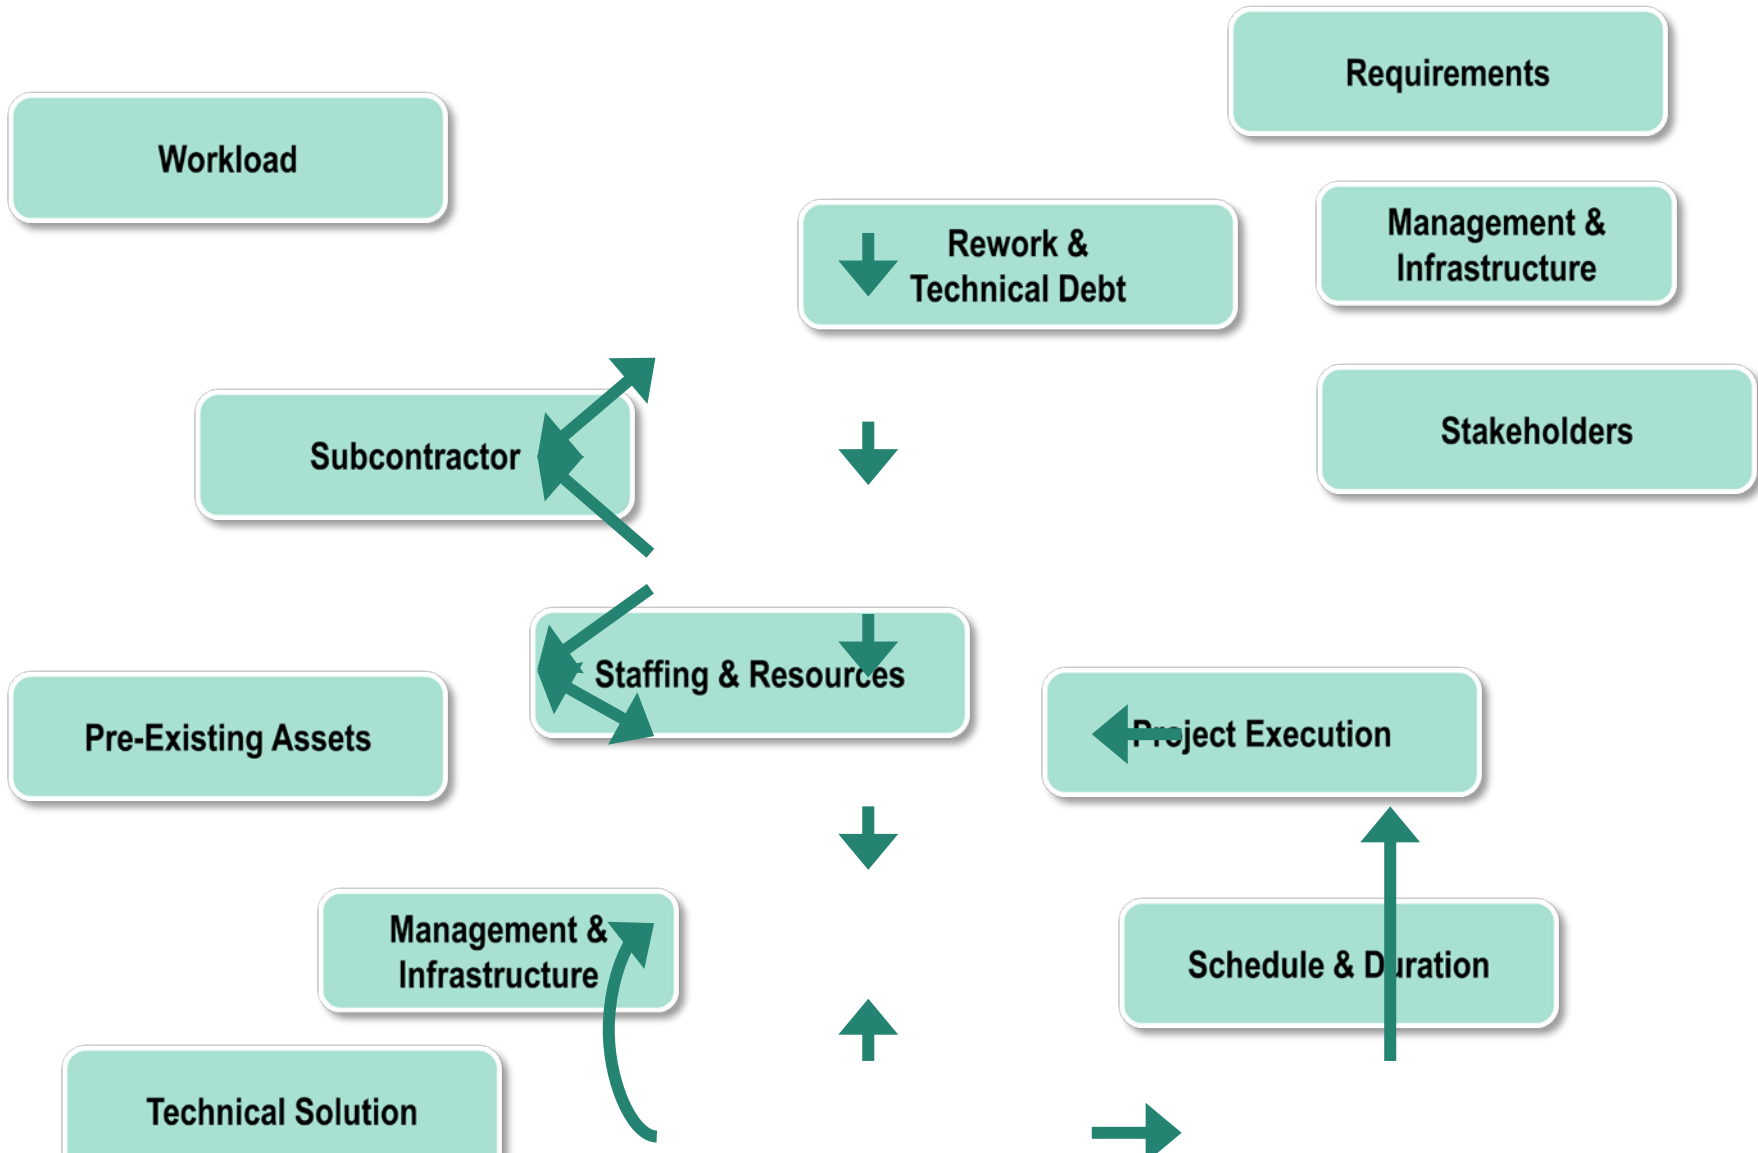 Requirements
Workload
Management &
Infrastructure
Rework &
Technical Debt
Stakeholders
Subcontractor
Staffing & Resources
Pre-Existing Assets
Project Execution
Management &
Infrastructure
Schedule & Duration
Technical Solution